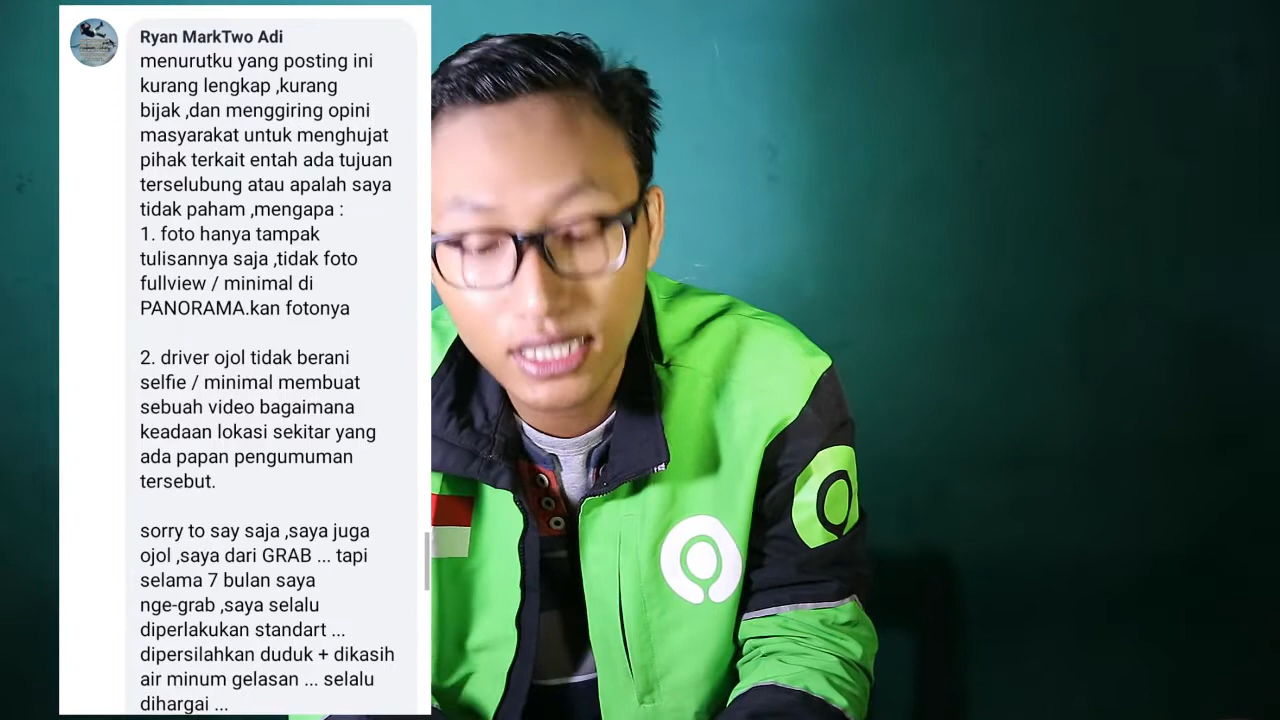 Ryan MarkTwo Adi
menurutku yang posting ini
kurang lengkap ,kurang
bijak ,dan menggiring opini
masyarakat untuk menghujat
pihak terkait entah ada tujuan
terselubung atau apalah saya
tidak paham ,mengapa :
1. foto hanya tampak
tulisannya saja ,tidak foto
fullview / minimal di
PANORAMA.kan fotonya
2. driver ojol tidak berani
selfie / minimal membuat
sebuah video bagaimana
keadaan lokasi sekitar yang
ada papan pengumuman
tersebut.
sorry to say saja ,saya juga
ojol ,saya dari GRAB ... tapi
selama 7 bulan saya
nge-grab ,saya selalu
diperlakukan standart ...
dipersilahkan duduk + dikasih
air minum gelasan ... selalu
dihargai ...